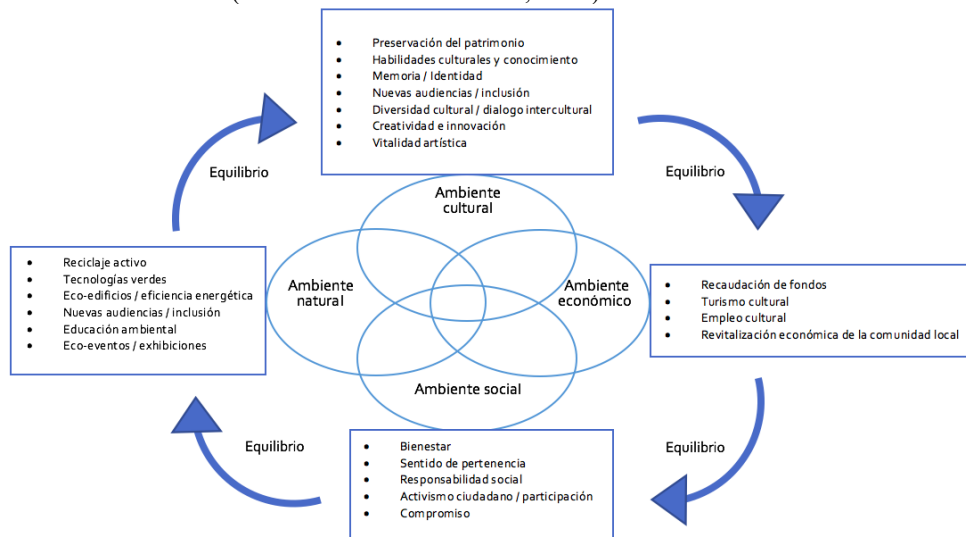 • Preservación del patrimonio
• Habilidades culturales y conocimiento
• Memoria / Identidad
• Nuevas audiencias / inclusión
• Diversidad cultural / dialogo intercultural
• Creatividad e innovación
• Vitalidad artística
Equilibrio
Equilibrio
Ambiente
cultural
• Reciclaje activo
• Tecnologías verdes
• Eco-edificios / eficiencia energética
• Nuevas audiencias / inclusión
• Educación ambiental
• Eco-eventos / exhibiciones
Ambiente
natural
Ambiente
económico
• Recaudación de fondos
• Turismo cultural
• Empleo cultural
• Revitalización económica de la comunidad local
Ambiente social
Equilibrio
Equilibrio
• Bienestar
• Sentido de pertenencia
• Responsabilidad social
• Activismo ciudadano / participación
• Compromiso